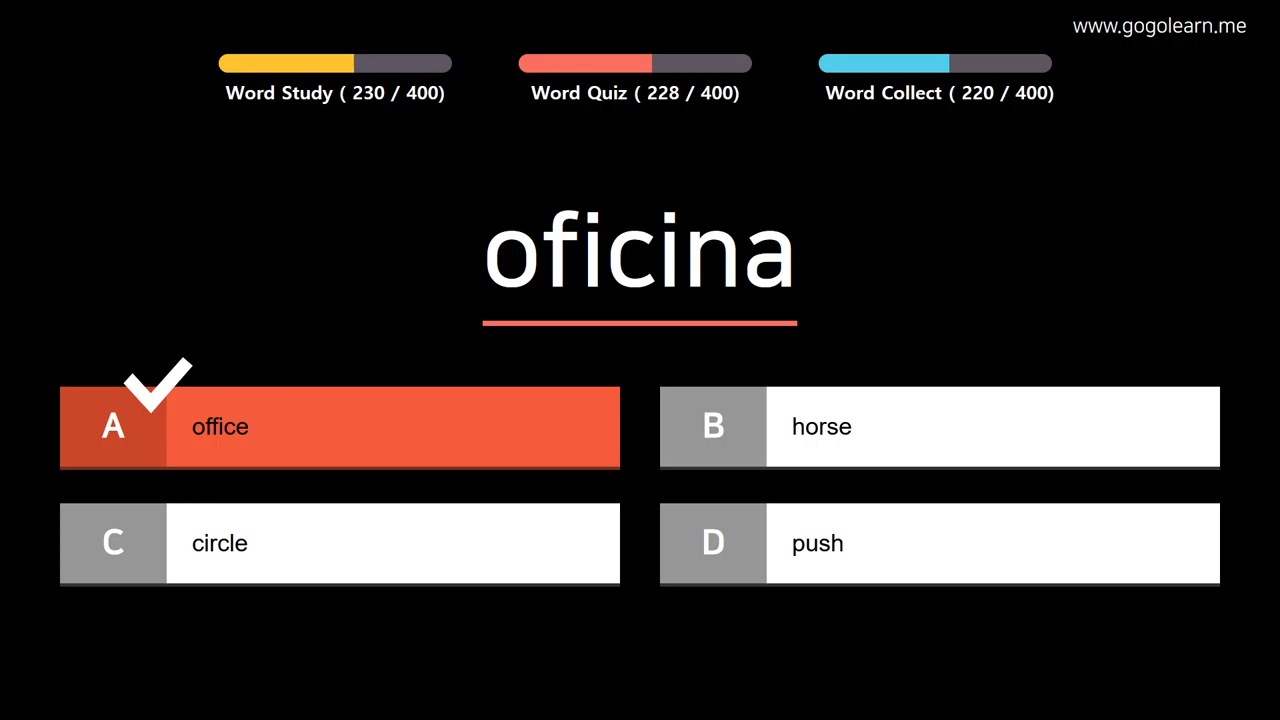 www.gogolearn.me
Word Study ( 230 / 400)
Word Quiz ( 228 / 400)
Word Collect ( 220 / 400)
oficina
A office
B horse
C circle
D push